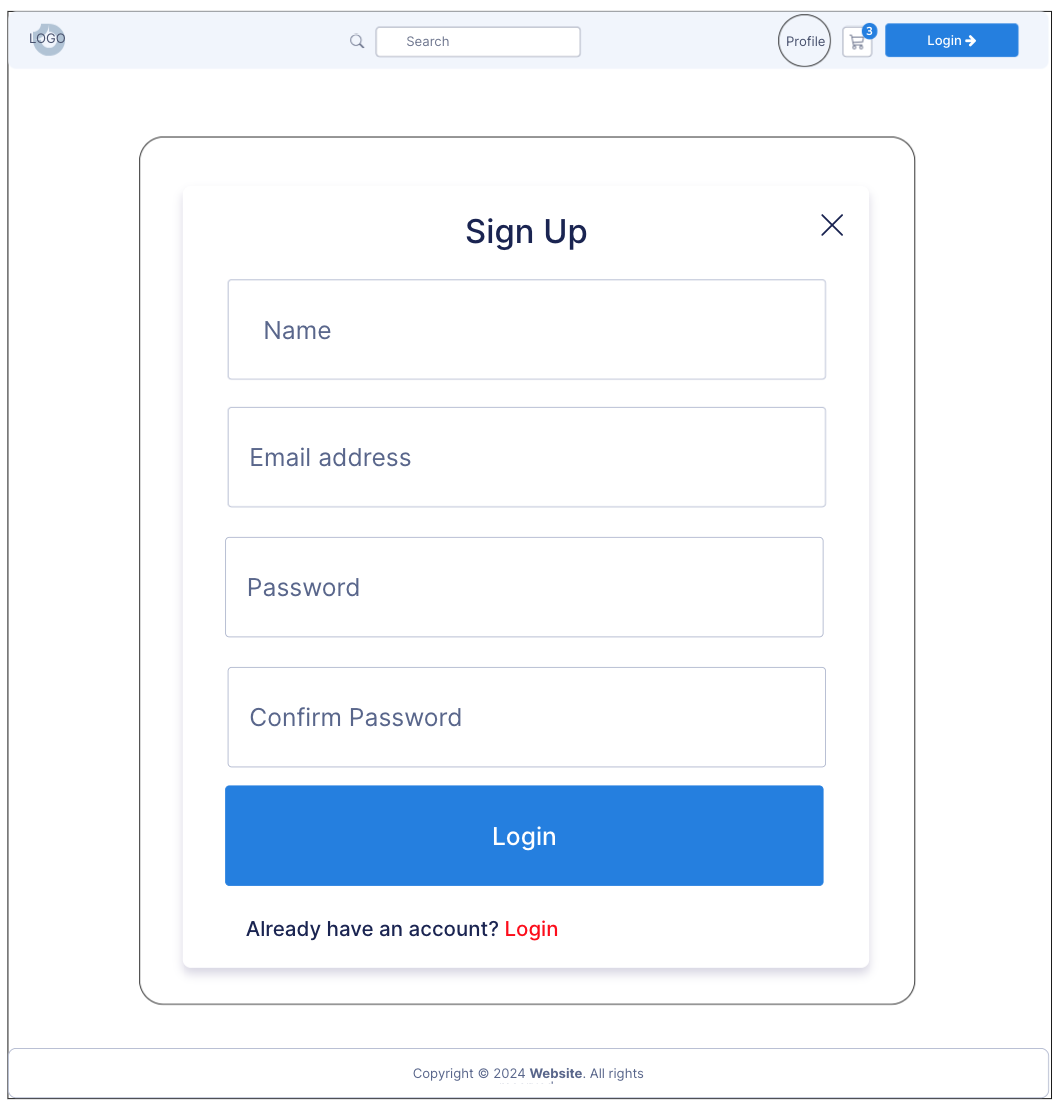 LOGO
Search
Profile
3
Login
Sign Up
Name
Email address
Password
Confirm Password
Login
Already have an account? Login
Copyright © 2024 Website. All rights